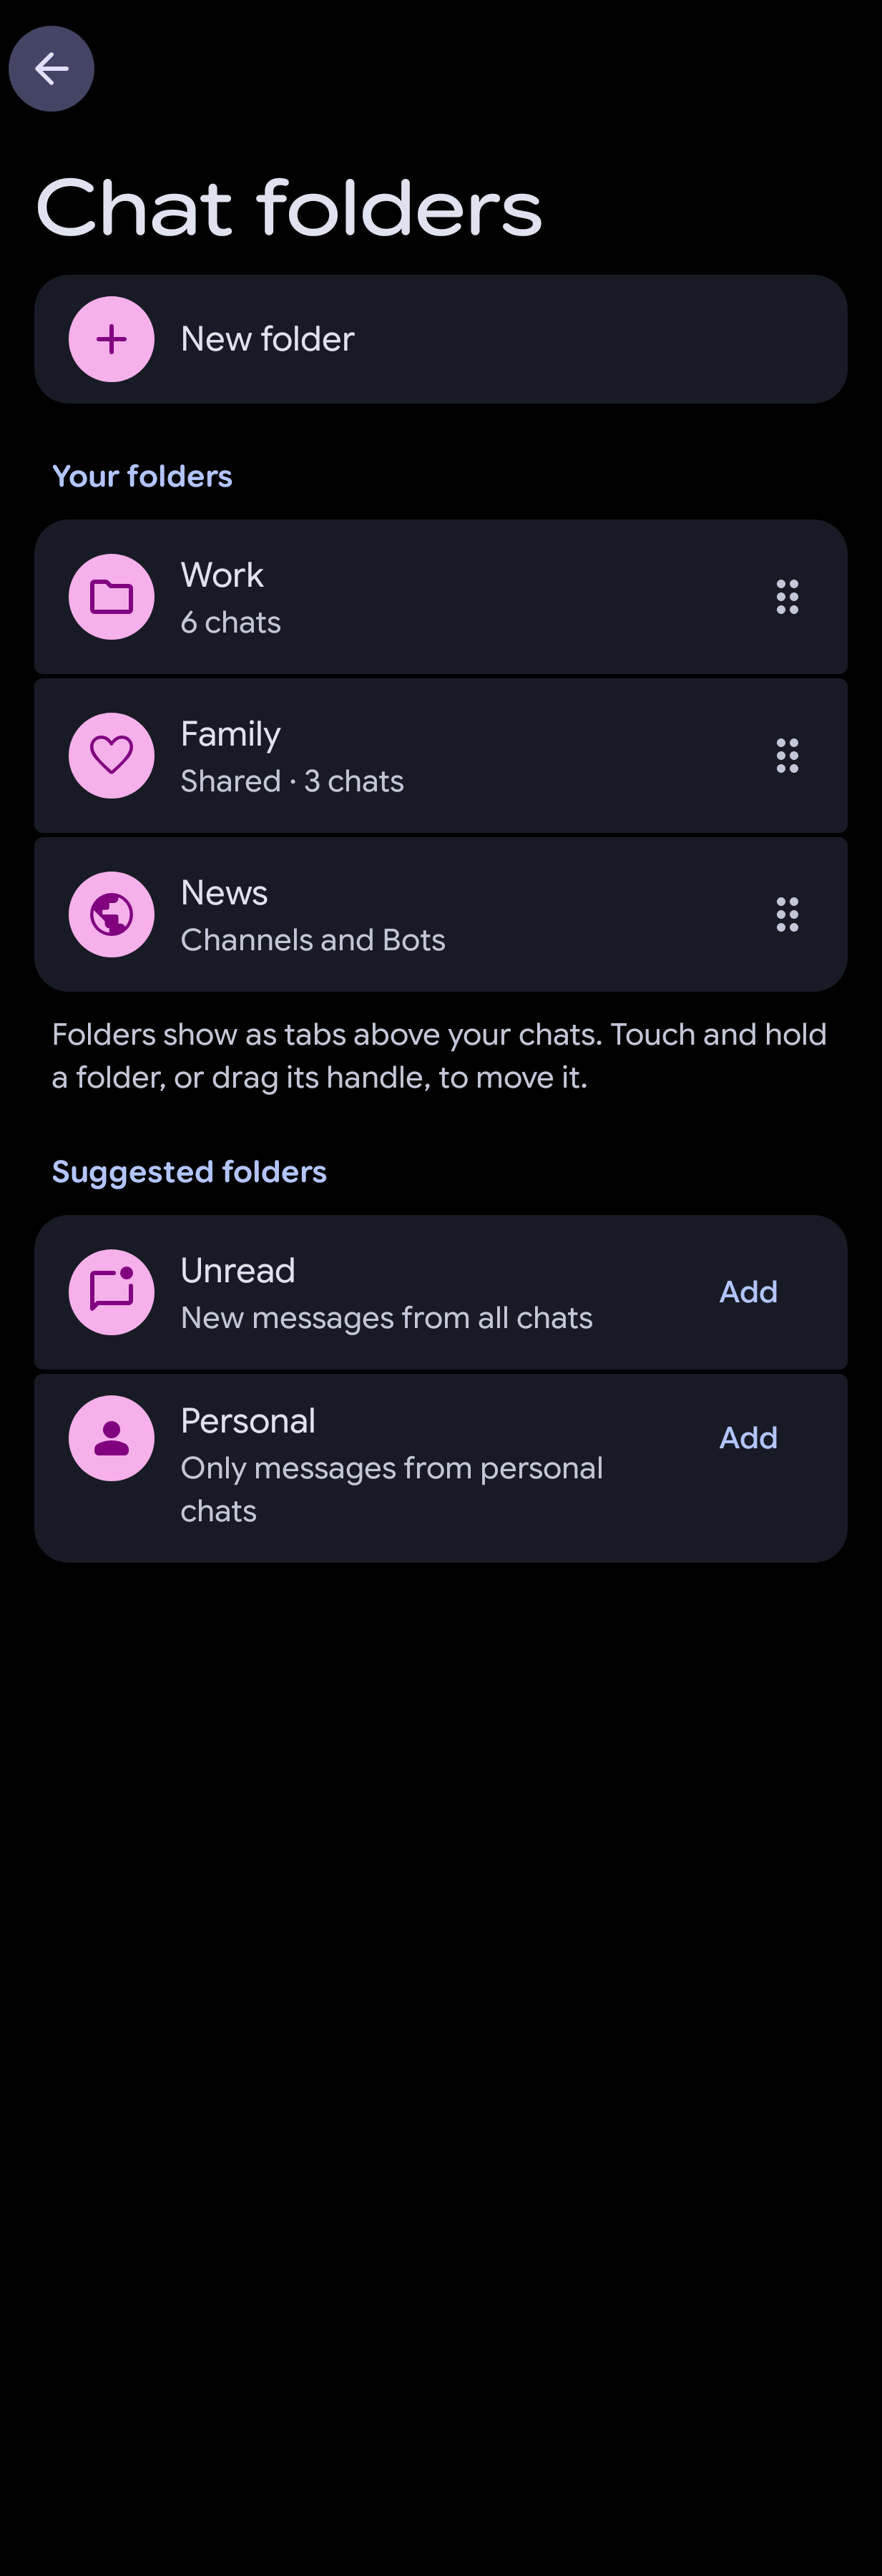 Chat folders
New folder
Your folders
Work
6 chats
Family
Shared · 3 chats
News
Channels and Bots
Folders show as tabs above your chats. Touch and hold
a folder, or drag its handle, to move it.
Suggested folders
Unread
New messages from all chats
Add
Personal
Only messages from personal
chats
Add